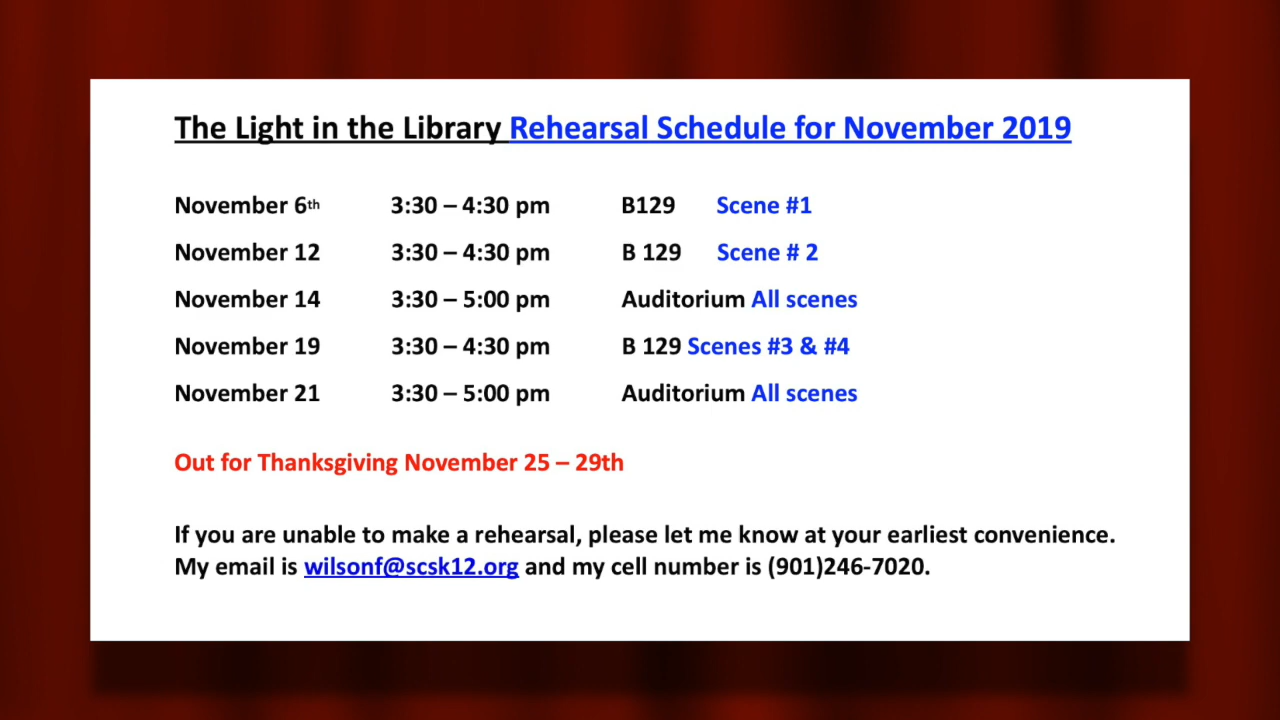 The Light in the Library Rehearsal Schedule for November 2019
November 6th 3:30 – 4:30 pm B129 Scene #1
November 12 3:30 – 4:30 pm B 129 Scene # 2
November 14 3:30 – 5:00 pm Auditorium All scenes
November 19 3:30 – 4:30 pm B 129 Scenes #3 & #4
November 21 3:30 – 5:00 pm Auditorium All scenes
Out for Thanksgiving November 25 – 29th
If you are unable to make a rehearsal, please let me know at your earliest convenience.
My email is wilsonf@scsk12.org and my cell number is (901)246-7020.